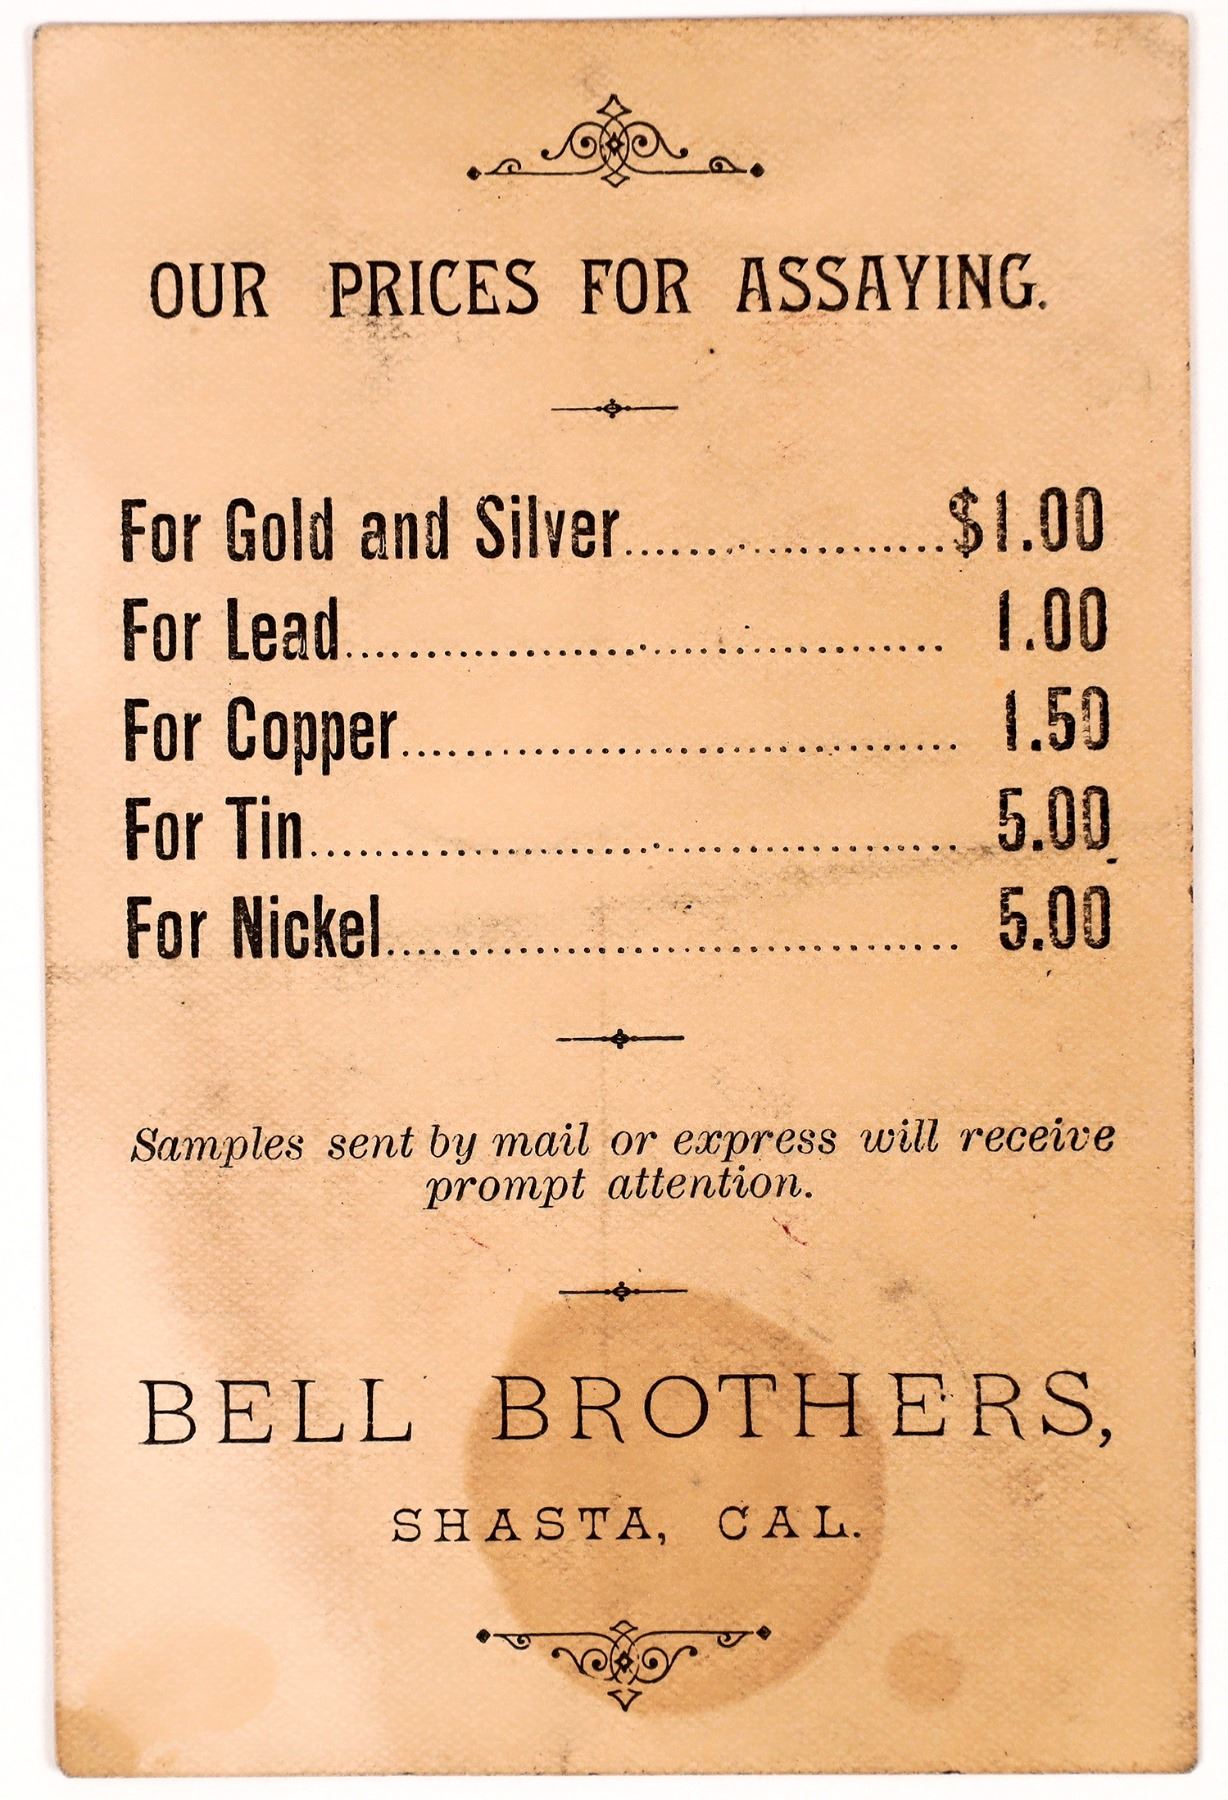 OUR PRICES FOR ASSAYING.
For Gold and Silver........................$1.00
For Lead............................................. 1.00
For Copper......................................... 1.50
For Tin................................................ 5.00
For Nickel.......................................... 5.00
Samples sent by mail or express will receive
prompt attention.
BELL BROTHERS,
SHASTA, CAL.